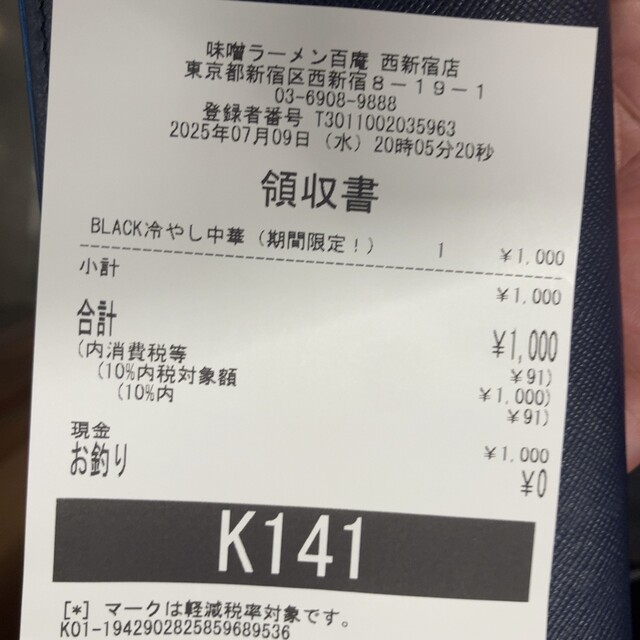 味噌ラーメン百庵 西新宿店
東京都新宿区西新宿8-19-1
03-6908-9888
登録者番号 T3011002035963
2025年07月09日(水)20時05分20秒
領収書
BLACK冷やし中華(期間限定!) 1 ¥1,000
小計 ¥1,000
合計 ¥1,000
(内消費税等 ¥91)
(10%内税対象額 ¥1,000)
(10%内 ¥91)
現金 ¥1,000
お釣り ¥0
K141
[*] マークは軽減税率対象です。
K01-19429028258596895​36